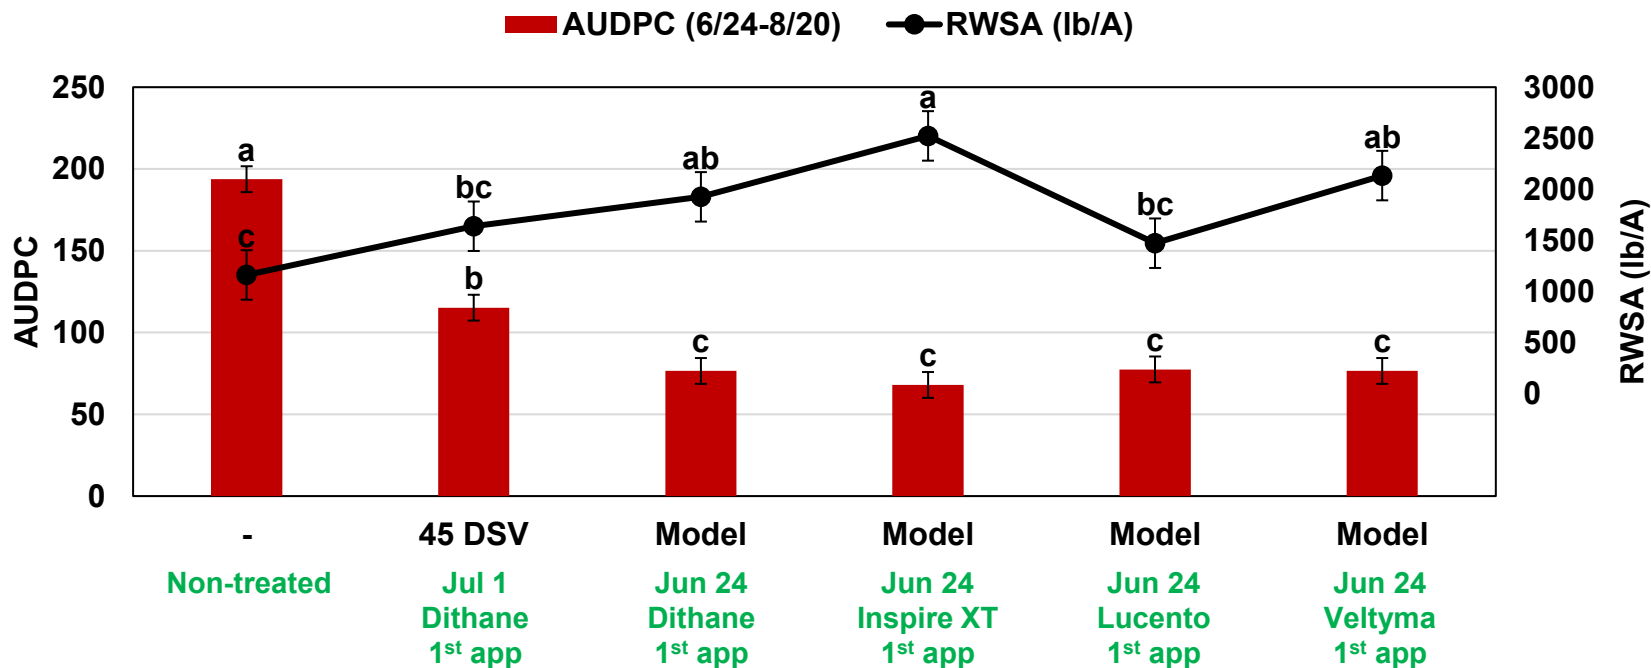 AUDPC (6/24-8/20) RWSA (lb/A)
250 3000
200 2500
150 2000
100 1500
50 1000
0 500
0
AUDPC
RWSA (lb/A)
a c
bc b
ab c
a c
bc c
ab c
- 45 DSV Model Model Model Model
Non-treated Jul 1 Jun 24 Jun 24 Jun 24 Jun 24
Dithane Dithane Inspire XT Lucento Veltyma
1st app 1st app 1st app 1st app 1st app